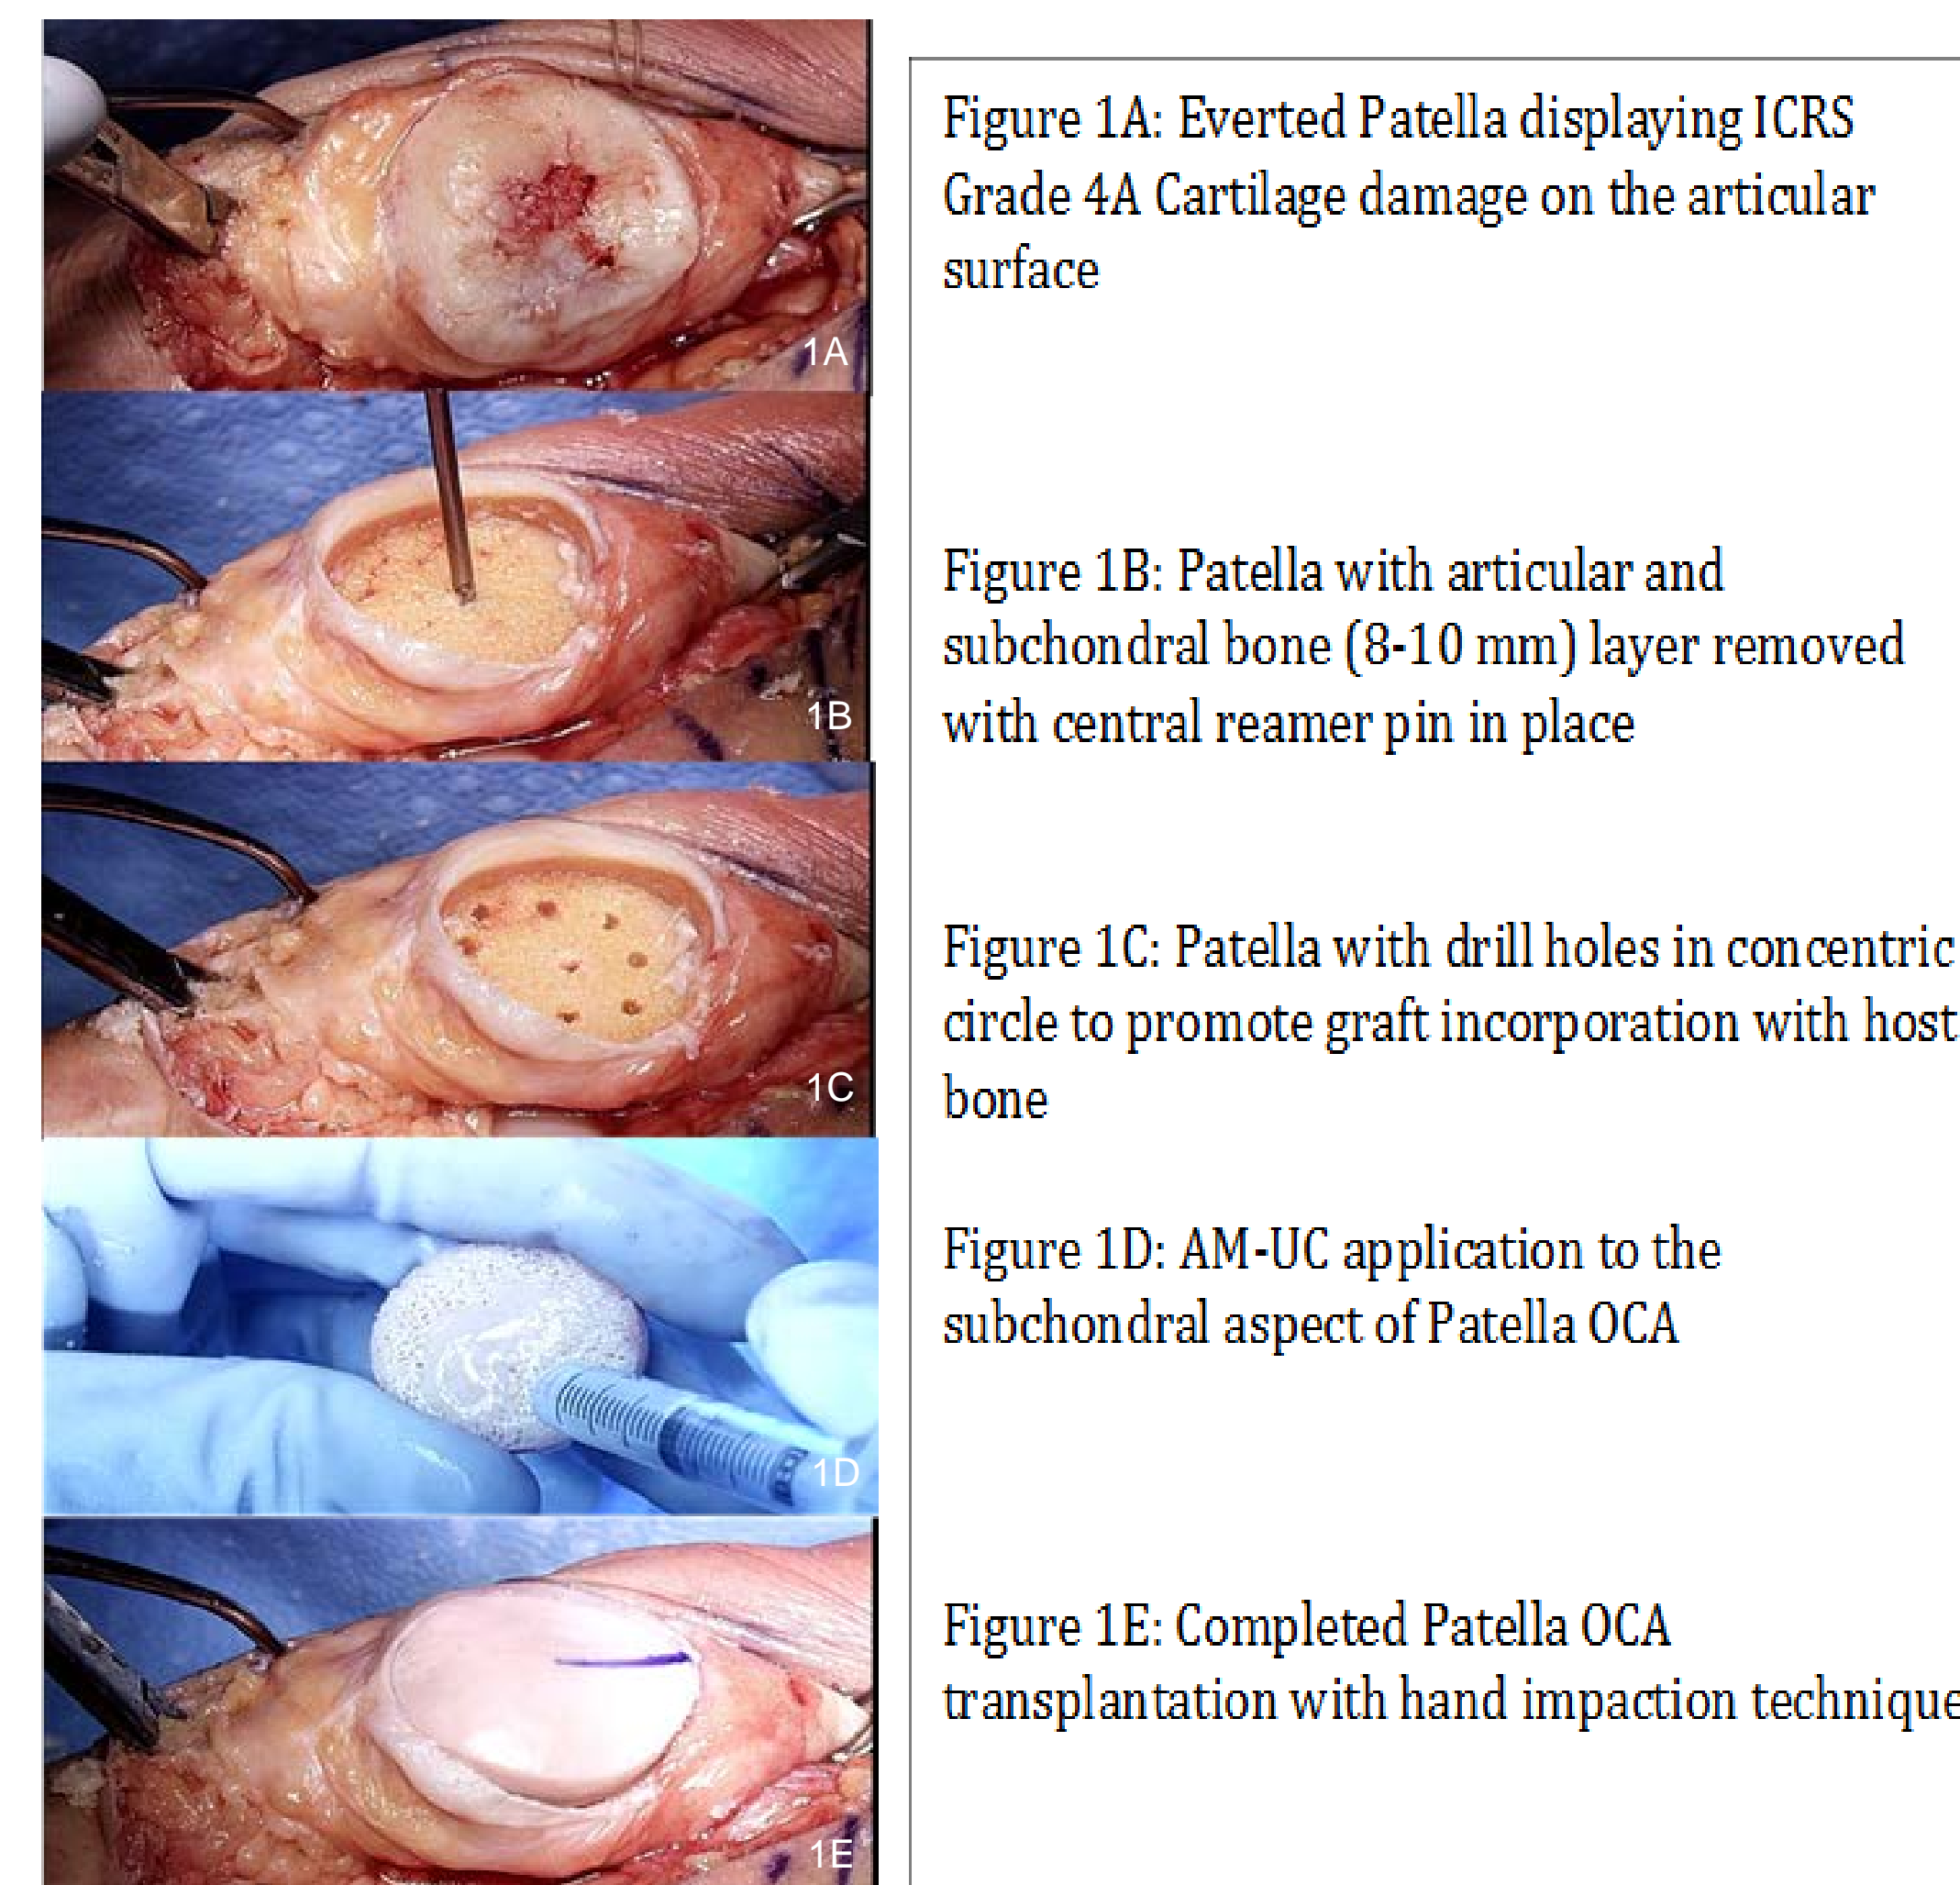 1A
Figure 1A: Everted Patella displaying ICRS
Grade 4A Cartilage damage on the articular
surface
1B
Figure 1B: Patella with articular and
subchondral bone (8-10 mm) layer removed
with central reamer pin in place
1C
Figure 1C: Patella with drill holes in concentric
circle to promote graft incorporation with host
bone
1D
Figure 1D: AM-UC application to the
subchondral aspect of Patella OCA
1E
Figure 1E: Completed Patella OCA
transplantation with hand impaction technique